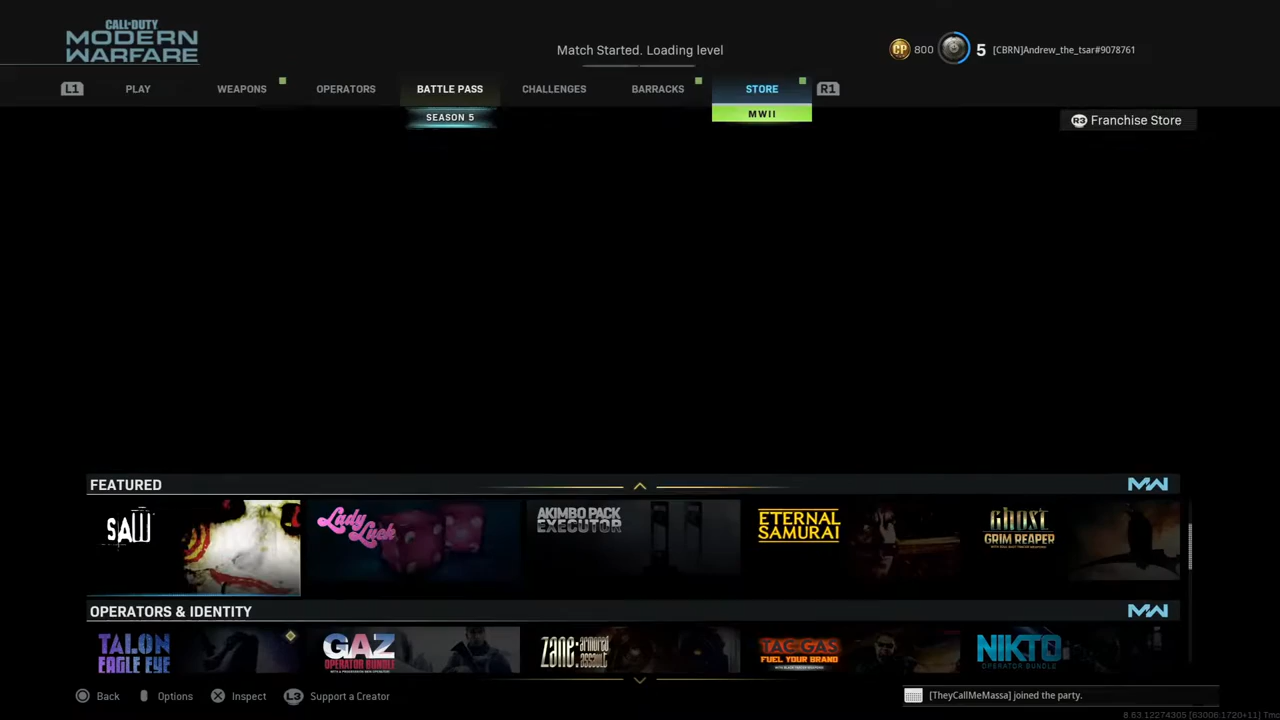 CALL OF DUTY
MODERN
WARFARE
Match Started. Loading level
CP 800
5 [CBRN]Andrew_the_tsar#9078761
L1 PLAY WEAPONS OPERATORS BATTLE PASS CHALLENGES BARRACKS STORE R1
SEASON 5
MWII
R3 Franchise Store
FEATURED
MW
SAW
Lady Luck
AKIMBO PACK
EXECUTOR
ETERNAL
SAMURAI
Ghost
GRIM REAPER
OPERATORS & IDENTITY
MW
TALON
EAGLE EYE
GAZ
OPERATOR BUNDLE
ZANE: armored
assault
TAC-GAS
FUEL YOUR BRAND
NIKTO
OPERATOR BUNDLE
Back Options Inspect L3 Support a Creator
[TheyCallMeMassa] joined the party.